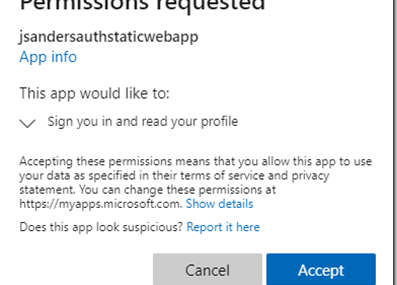 Permissions requested
jsandersauthstaticwebapp
App info
This app would like to:
Sign you in and read your profile
Accepting these permissions means that you allow this app to use
your data as specified in their terms of service and privacy
statement. You can change these permissions at
https://myapps.microsoft.com. Show details
Does this app look suspicious? Report it here
Cancel Accept